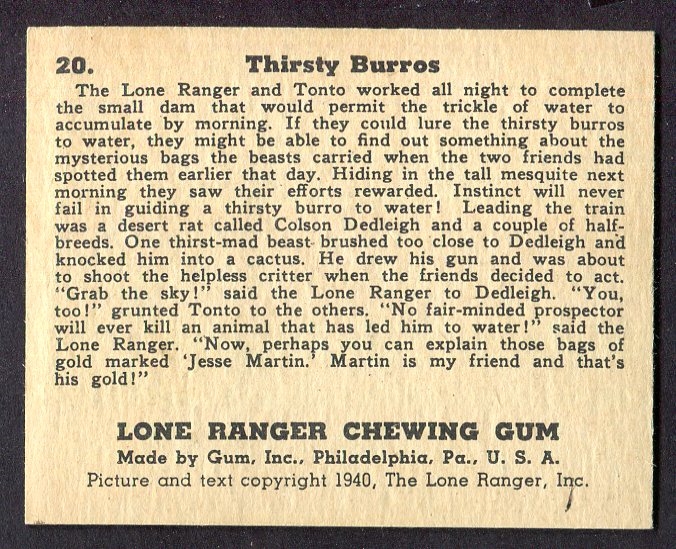 20. Thirsty Burros
The Lone Ranger and Tonto worked all night to complete
the small dam that would permit the trickle of water to
accumulate by morning. If they could lure the thirsty burros
to water, they might be able to find out something about the
mysterious bags the beasts carried when the two friends had
spotted them earlier that day. Hiding in the tall mesquite next
morning they saw their efforts rewarded. Instinct will never
fail in guiding a thirsty burro to water! Leading the train
was a desert rat called Colson Dedleigh and a couple of half-
breeds. One thirst-mad beast brushed too close to Dedleigh and
knocked him into a cactus. He drew his gun and was about
to shoot the helpless critter when the friends decided to act.
"Grab the sky!" said the Lone Ranger to Dedleigh. "You,
too!" grunted Tonto to the others. "No fair-minded prospector
will ever kill an animal that has led him to water!" said the
Lone Ranger. "Now, perhaps you can explain those bags of
gold marked 'Jesse Martin.' Martin is my friend and that's
his gold!"
LONE RANGER CHEWING GUM
Made by Gum, Inc., Philadelphia, Pa., U. S. A.
Picture and text copyright 1940, The Lone Ranger, Inc.